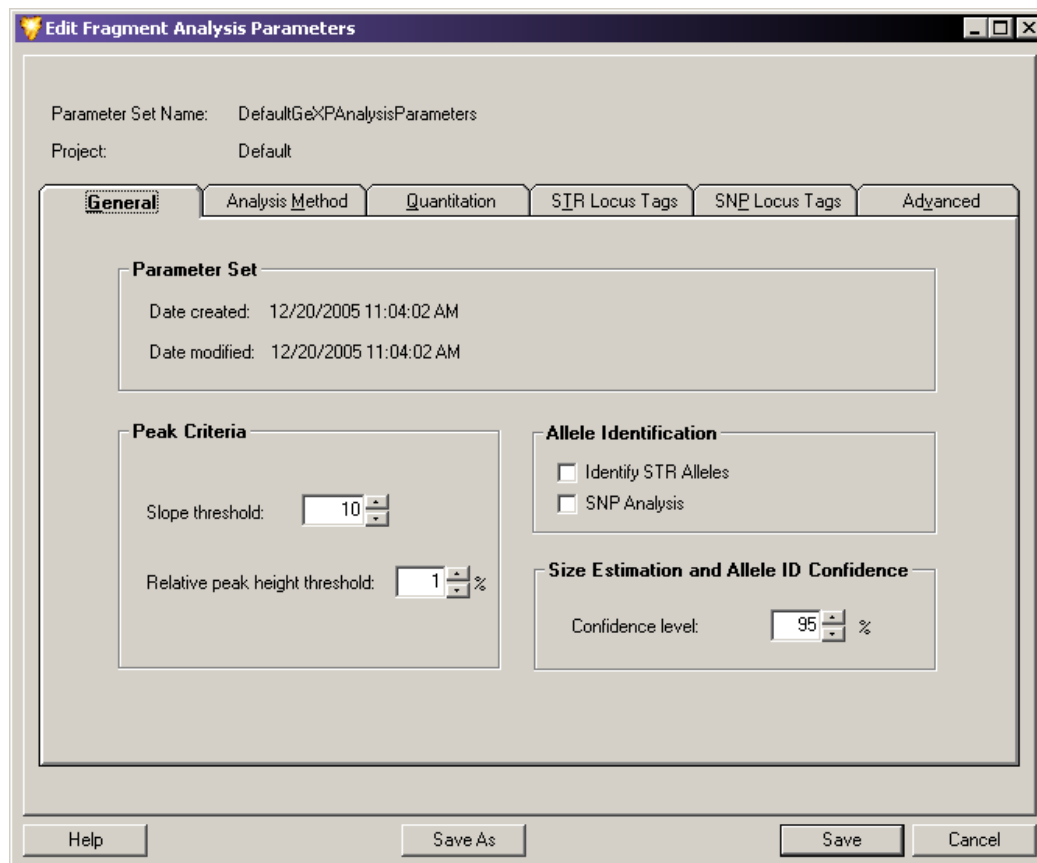 Edit Fragment Analysis Parameters
Parameter Set Name: DefaultGeXPAnalysisParameters
Project: Default
General Analysis Method Quantitation STR Locus Tags SNP Locus Tags Advanced
Parameter Set
Date created: 12/20/2005 11:04:02 AM
Date modified: 12/20/2005 11:04:02 AM
Peak Criteria
Slope threshold: 10
Relative peak height threshold: 1 %
Allele Identification
Identify STR Alleles
SNP Analysis
Size Estimation and Allele ID Confidence
Confidence level: 95 %
Help Save As Save Cancel